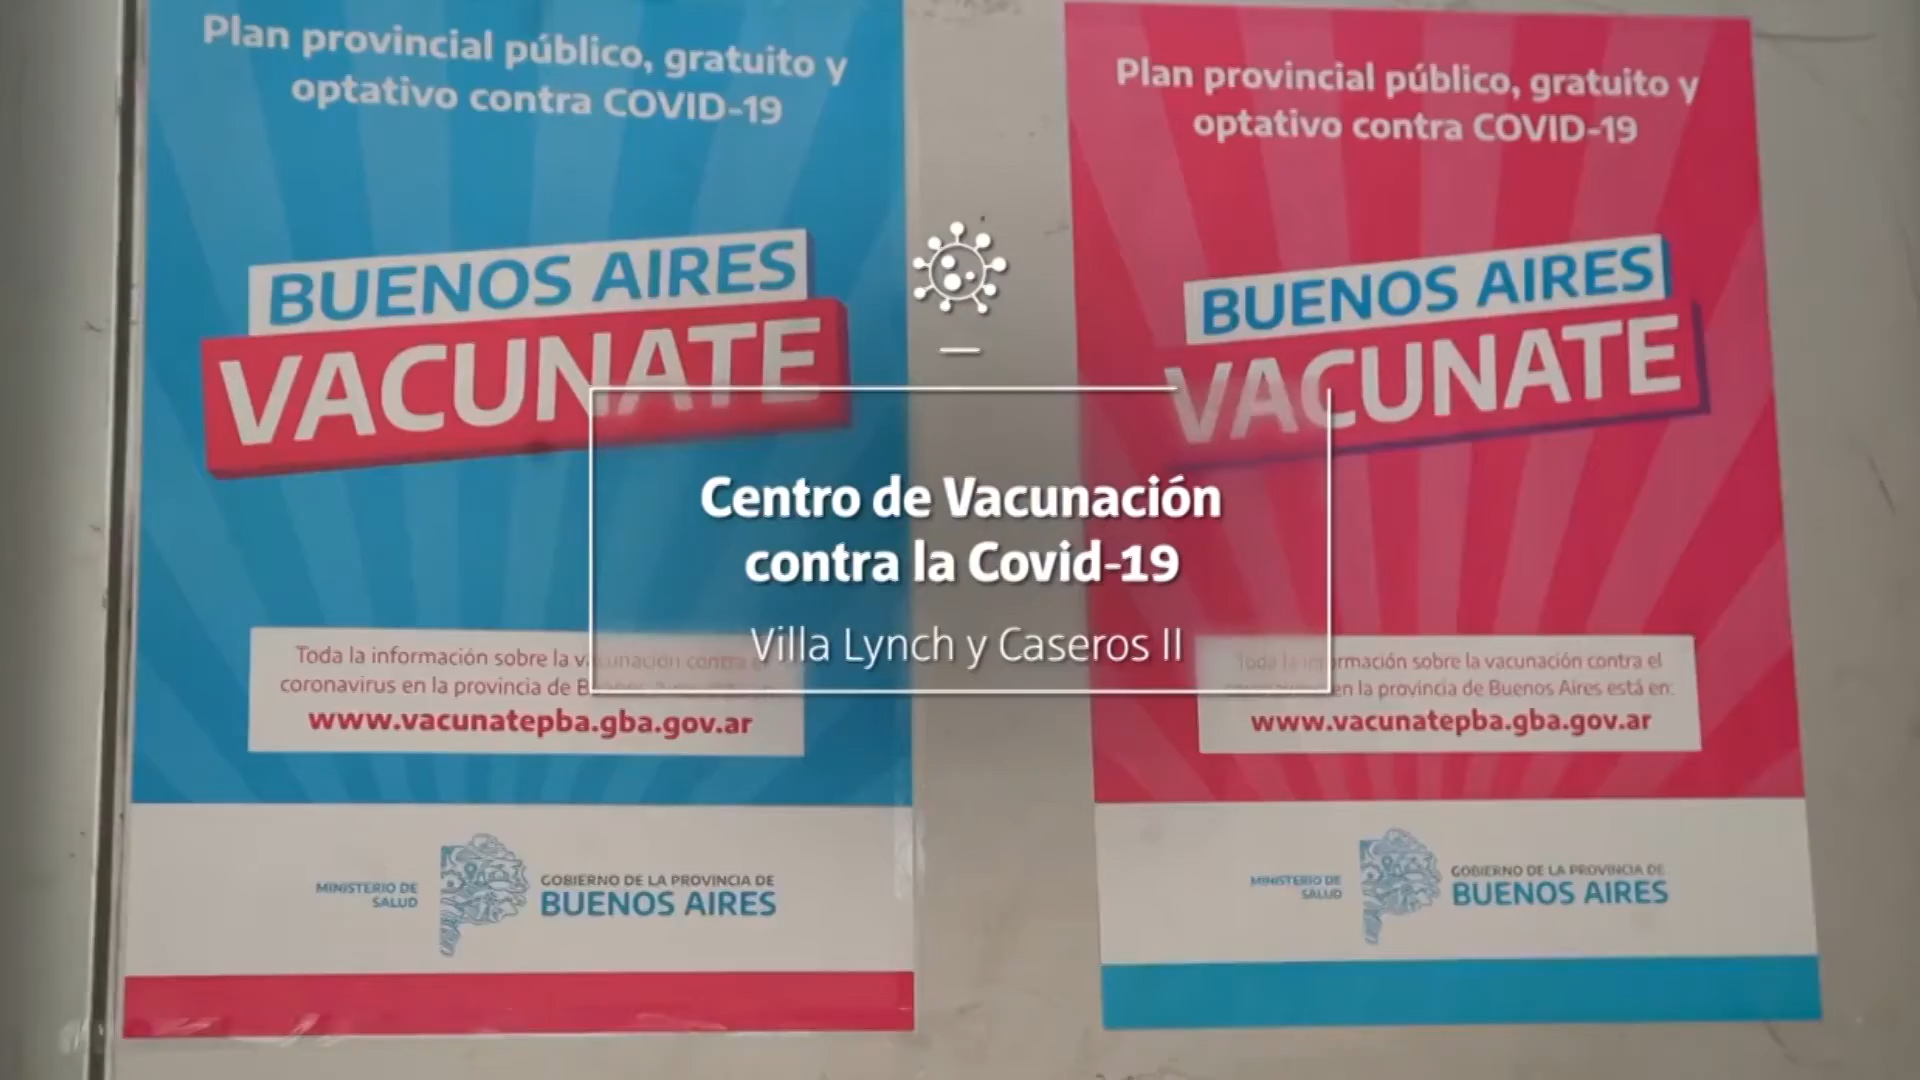 Plan provincial público, gratuito y
optativo contra COVID-19
BUENOS AIRES
VACUNATE
Toda la información sobre la vacunación contra
coronavirus en la provincia de
www.vacunatepba.gba.gov.ar
MINISTERIO DE
SALUD
GOBIERNO DE LA PROVINCIA DE
BUENOS AIRES
Centro de Vacunación
contra la Covid-19
Villa Lynch y Caseros II
Plan provincial público, gratuito y
optativo contra COVID-19
BUENOS AIRES
VACUNATE
Toda la información sobre la vacunación contra el
en la provincia de Buenos Aires está en:
www.vacunatepba.gba.gov.ar
MINISTERIO DE
SALUD
GOBIERNO DE LA PROVINCIA DE
BUENOS AIRES